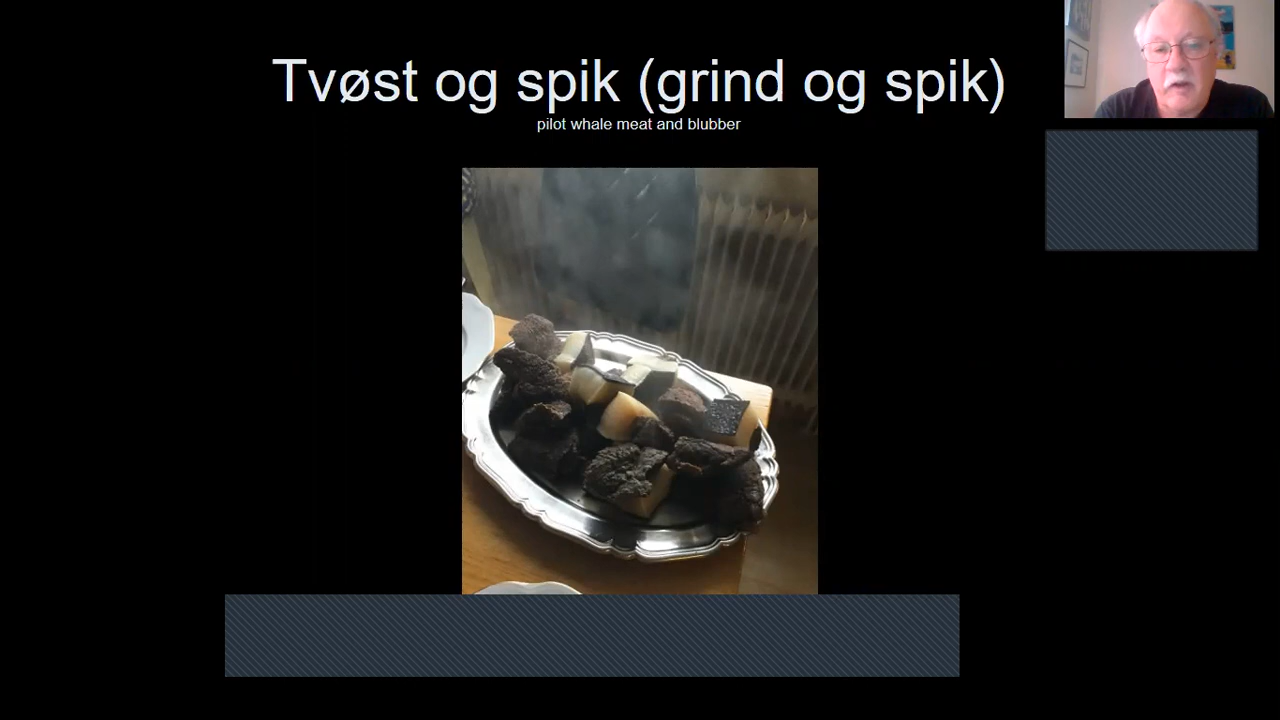 Tvøst og spik (grind og spik)
pilot whale meat and blubber